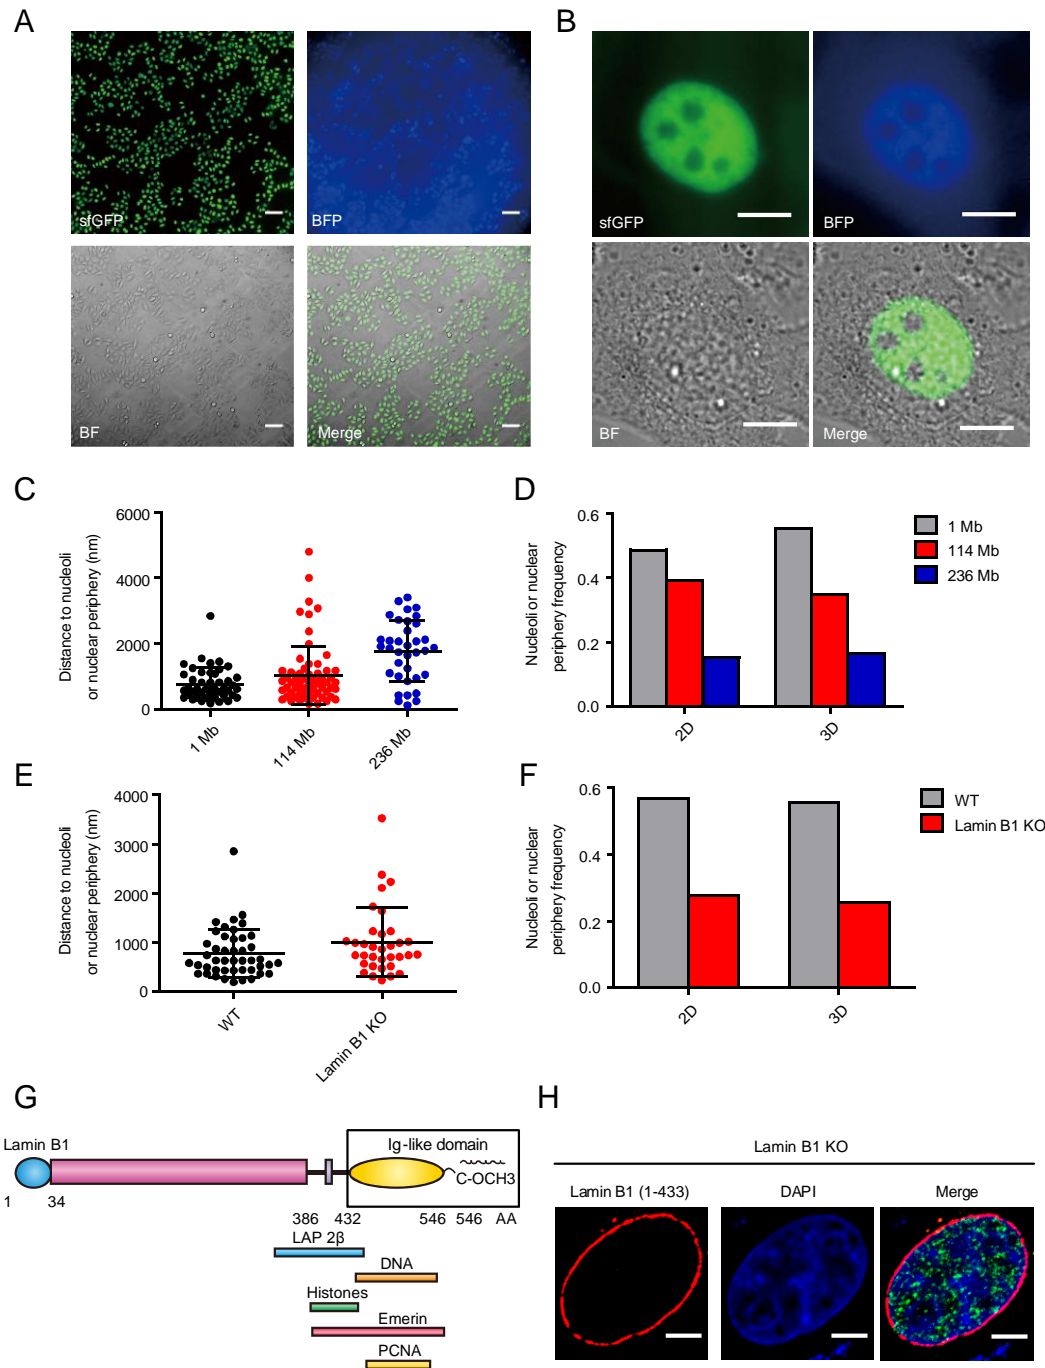 A
B
sfGFP
BFP
sfGFP
BFP
BF
Merge
BF
Merge
C
D
Distance to nucleoli
or nuclear periphery (nm)
6000
4000
2000
0
1 Mb
114 Mb
236 Mb
Nucleoli or nuclear
periphery frequency
0.6
0.4
0.2
0.0
2D
3D
1 Mb
114 Mb
236 Mb
E
F
Distance to nucleoli
or nuclear periphery (nm)
4000
3000
2000
1000
0
WT
Lamin B1 KO
Nucleoli or nuclear
periphery frequency
0.6
0.4
0.2
0.0
2D
3D
WT
Lamin B1 KO
G
H
Lamin B1
Ig-like domain
C-OCH3
1
34
386
432
546
546
AA
LAP 2β
DNA
Histones
Emerin
PCNA
Lamin B1 KO
Lamin B1 (1-433)
DAPI
Merge